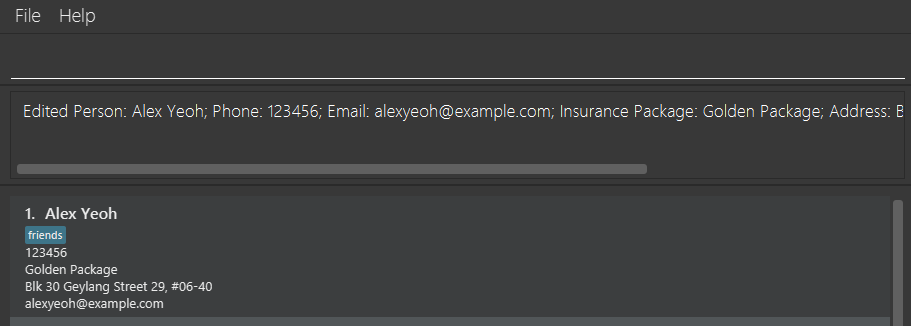 File Help
Edited Person: Alex Yeoh; Phone: 123456; Email: alexyeoh@example.com; Insurance Package: Golden Package; Address: B
1. Alex Yeoh
friends
123456
Golden Package
Blk 30 Geylang Street 29, #06-40
alexyeoh@example.com